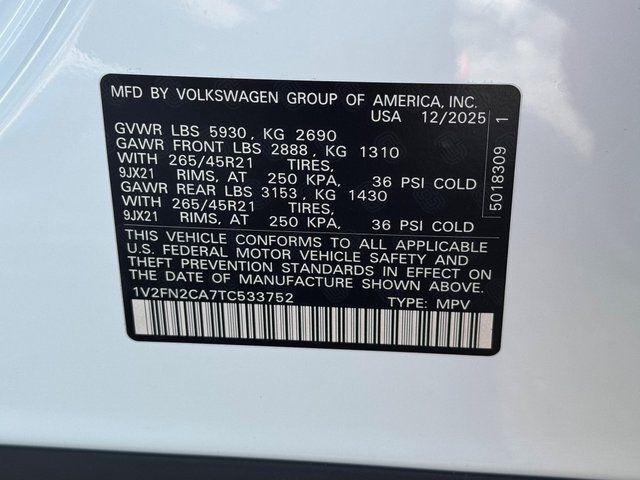 MFD BY VOLKSWAGEN GROUP OF AMERICA, INC.
USA 12/2025
GVWR LBS 5930, KG 2690
GAWR FRONT LBS 2888, KG 1310
WITH 265/45R21 TIRES,
9JX21 RIMS, AT 250 KPA, 36 PSI COLD
GAWR REAR LBS 3153, KG 1430
WITH 265/45R21 TIRES,
9JX21 RIMS, AT 250 KPA, 36 PSI COLD
THIS VEHICLE CONFORMS TO ALL APPLICABLE
U.S. FEDERAL MOTOR VEHICLE SAFETY AND
THEFT PREVENTION STANDARDS IN EFFECT ON
THE DATE OF MANUFACTURE SHOWN ABOVE.
1V2FN2CA7TC533752 TYPE: MPV
5018309 1